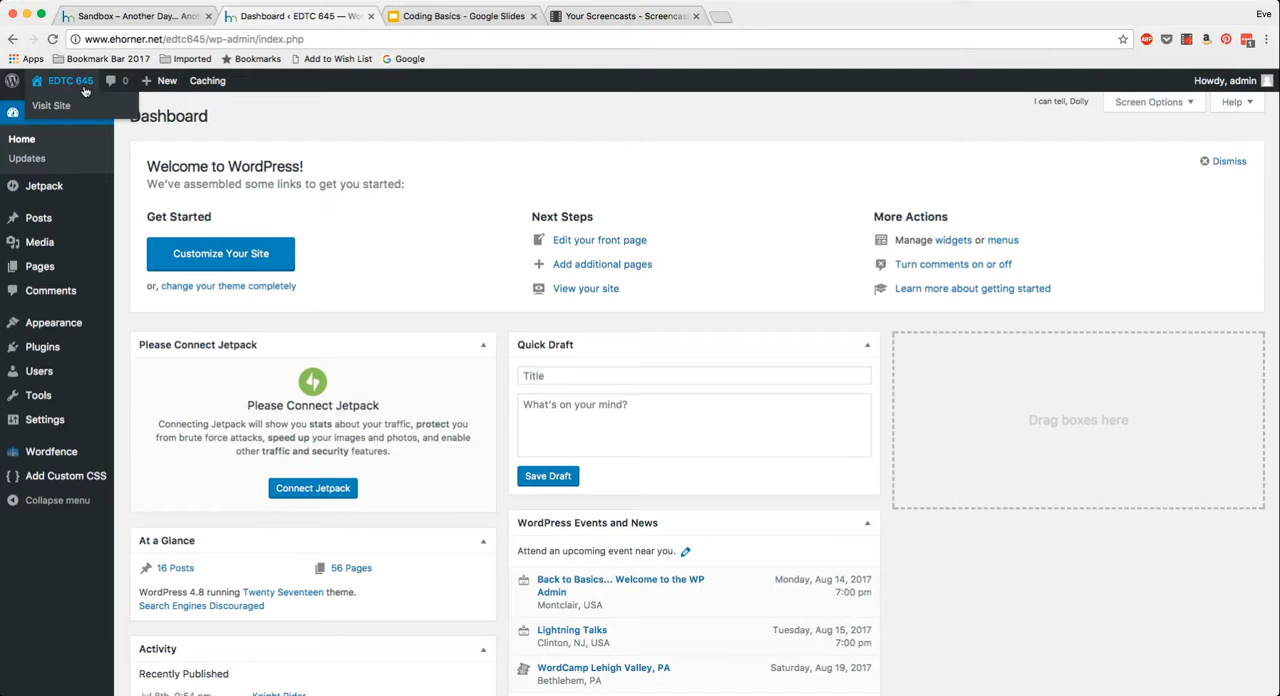 Sandbox – Another Day... Anot
Dashboard ‹ EDTC 645 — Wo
Coding Basics - Google Slides
Your Screencasts - Screencas
Eve
www.ehorner.net/edtc645/wp-admin/index.php
ABP
1
Apps
Bookmark Bar 2017
Imported
Bookmarks
Add to Wish List
Google
EDTC 645
0
New
Caching
Howdy, admin
Visit Site
I can tell, Dolly
Screen Options
Help
Dashboard
Home
Updates
Jetpack
Posts
Media
Pages
Comments
Appearance
Plugins
Users
Tools
Settings
Wordfence
{ } Add Custom CSS
Collapse menu
Welcome to WordPress!
We've assembled some links to get you started:
Dismiss
Get Started
Customize Your Site
or, change your theme completely
Next Steps
Edit your front page
Add additional pages
View your site
More Actions
Manage widgets or menus
Turn comments on or off
Learn more about getting started
Please Connect Jetpack
Please Connect Jetpack
Connecting Jetpack will show you stats about your traffic, protect you
from brute force attacks, speed up your images and photos, and enable
other traffic and security features.
Connect Jetpack
At a Glance
16 Posts
56 Pages
WordPress 4.8 running Twenty Seventeen theme.
Search Engines Discouraged
Activity
Recently Published
Jul 8th, 9:54 pm
Knight Rider
Quick Draft
Title
What's on your mind?
Save Draft
WordPress Events and News
Attend an upcoming event near you.
Back to Basics... Welcome to the WP
Admin
Montclair, USA
Monday, Aug 14, 2017
7:00 pm
Lightning Talks
Clinton, NJ, USA
Tuesday, Aug 15, 2017
7:00 pm
WordCamp Lehigh Valley, PA
Bethlehem, PA
Saturday, Aug 19, 2017
Drag boxes here